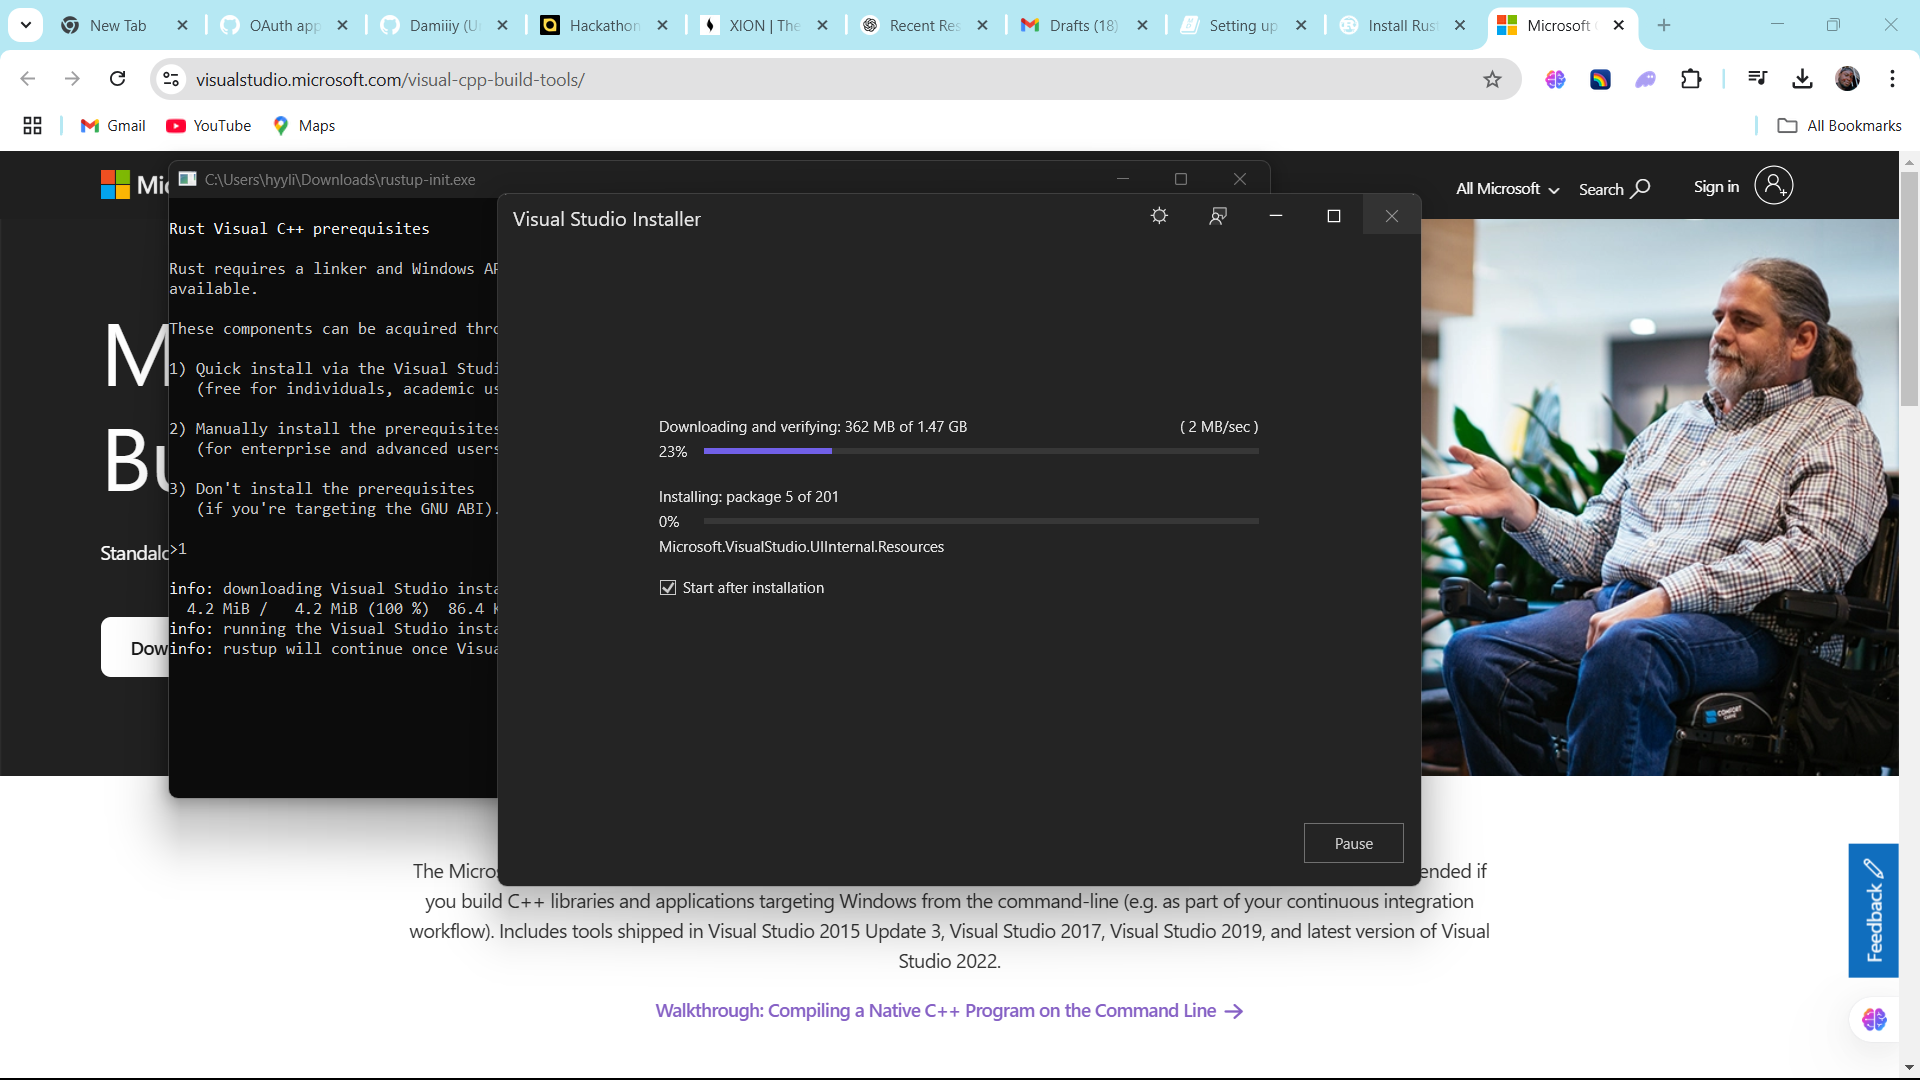 New Tab
OAuth app
Damiiiy (U
Hackathon
XION | The
Recent Res
Drafts (18)
Setting up
Install Rust
Microsoft
visualstudio.microsoft.com/visual-cpp-build-tools/
Gmail
YouTube
Maps
All Bookmarks
Mic
All Microsoft
Search
Sign in
C:\Users\hyyli\Downloads\rustup-init.exe
Rust Visual C++ prerequisites
Rust requires a linker and Windows AP
available.
These components can be acquired thro
1) Quick install via the Visual Studi
(free for individuals, academic us
2) Manually install the prerequisites
(for enterprise and advanced users
3) Don't install the prerequisites
(if you're targeting the GNU ABI).
>1
info: downloading Visual Studio insta
4.2 MiB / 4.2 MiB (100 %) 86.4 K
info: running the Visual Studio insta
info: rustup will continue once Visua
Visual Studio Installer
Downloading and verifying: 362 MB of 1.47 GB
( 2 MB/sec )
23%
Installing: package 5 of 201
0%
Microsoft.VisualStudio.UIInternal.Resources
Start after installation
Pause
M
Bu
Standalo
Dow
COMFORT
The Micros
ended if
you build C++ libraries and applications targeting Windows from the command-line (e.g. as part of your continuous integration
workflow). Includes tools shipped in Visual Studio 2015 Update 3, Visual Studio 2017, Visual Studio 2019, and latest version of Visual
Studio 2022.
Walkthrough: Compiling a Native C++ Program on the Command Line
Feedback